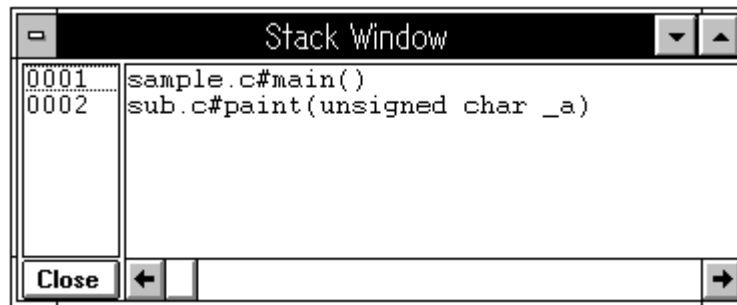 Stack Window
0001 sample.c#main()
0002 sub.c#paint(unsigned char _a)
Close